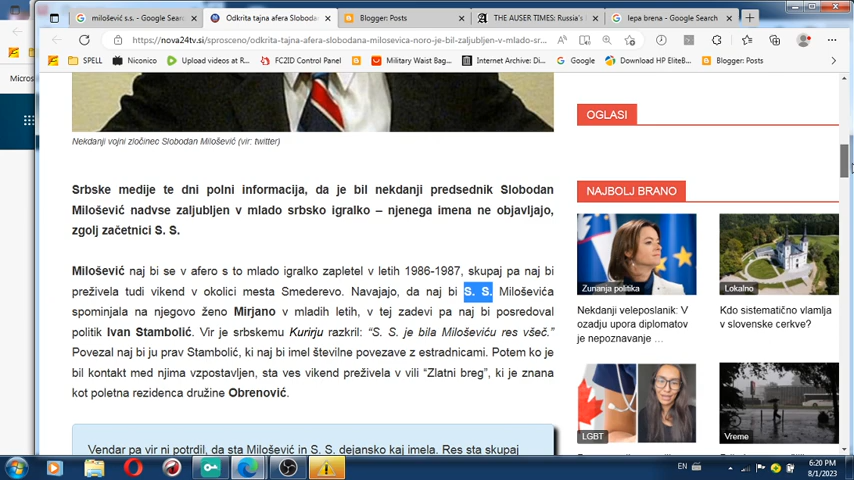 milošević s.s. - Google Sear
Odkrita tajna afera Slobodan
Blogger: Posts
THE AUSER TIMES: Russia's
lepa brena - Google Search
https://nova24tv.si/sprosceno/odkrita-tajna-afera-slobodana-milosevica-noro-je-bil-zaljubljen-v-mlado-sr...
SPELL
Niconico
Upload videos at R...
FC2ID Control Panel
Military Waist Bag...
Internet Archive: Di...
Google
Download HP EliteB...
Blogger: Posts
Micros
Nekdanji vojni zločinec Slobodan Milošević (vir: twitter)
Srbske medije te dni polni informacija, da je bil nekdanji predsednik Slobodan
Milošević nadvse zaljubljen v mlado srbsko igralko – njenega imena ne objavljajo,
zgolj začetnici S. S.
Milošević naj bi se v afero s to mlado igralko zapletel v letih 1986-1987, skupaj pa naj bi
preživela tudi vikend v okolici mesta Smederevo. Navajajo, da naj bi S. S. Miloševića
spominjala na njegovo ženo Mirjano v mladih letih, v tej zadevi pa naj bi posredoval
politik Ivan Stambolić. Vir je srbskemu Kurirju razkril: “S. S. je bila Miloševiću res všeč.”
Povezal naj bi ju prav Stambolić, ki naj bi imel številne povezave z estradnicami. Potem ko je
bil kontakt med njima vzpostavljen, sta ves vikend preživela v vili “Zlatni breg”, ki je znana
kot poletna rezidenca družine Obrenović.
Vendar pa vir ni potrdil, da sta Milošević in S. S. dejansko kaj imela. Res sta skupaj
OGLASI
NAJBOLJ BRANO
Zunanja politika
Nekdanji veleposlanik: V
ozadju upora diplomatov
je nepoznavanje …
Lokalno
Kdo sistematično vlamlja
v slovenske cerkve?
LGBT
Vreme
EN
6:20 PM
8/1/2023